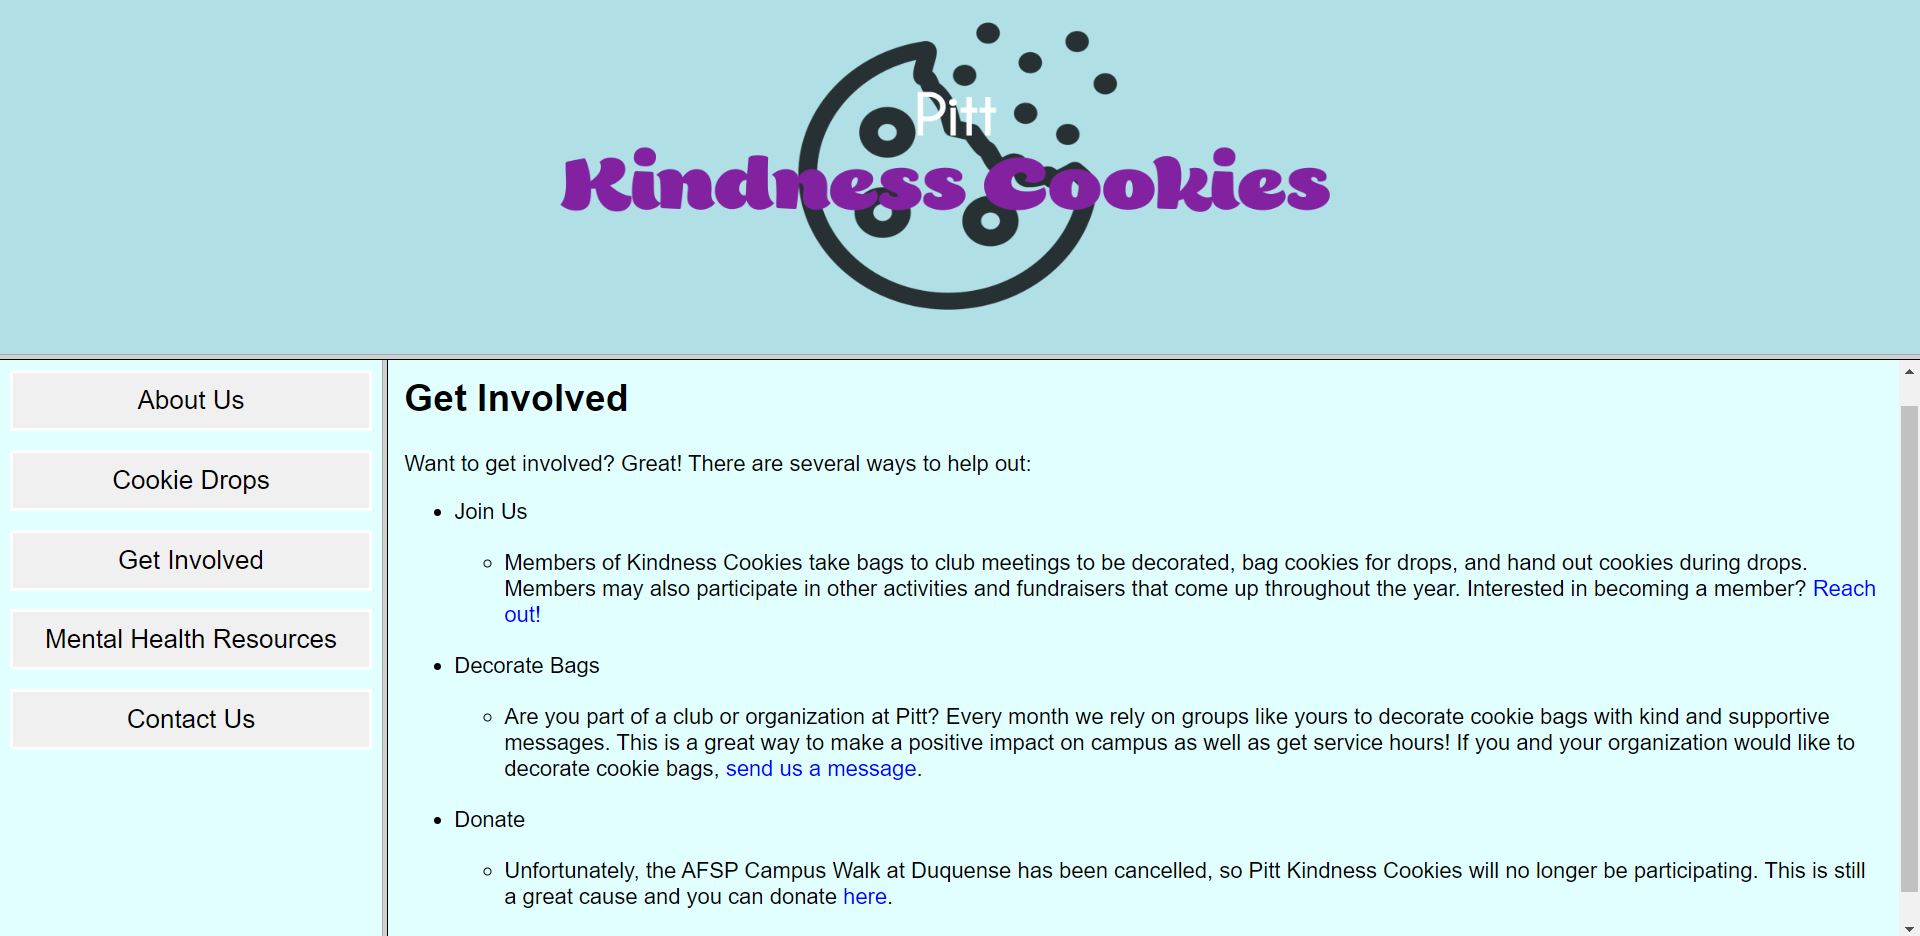 Pitt
Kindness Cookies
About Us
Cookie Drops
Get Involved
Mental Health Resources
Contact Us
Get Involved
Want to get involved? Great! There are several ways to help out:
• Join Us
◦ Members of Kindness Cookies take bags to club meetings to be decorated, bag cookies for drops, and hand out cookies during drops.
Members may also participate in other activities and fundraisers that come up throughout the year. Interested in becoming a member? Reach
out!
• Decorate Bags
◦ Are you part of a club or organization at Pitt? Every month we rely on groups like yours to decorate cookie bags with kind and supportive
messages. This is a great way to make a positive impact on campus as well as get service hours! If you and your organization would like to
decorate cookie bags, send us a message.
• Donate
◦ Unfortunately, the AFSP Campus Walk at Duquense has been cancelled, so Pitt Kindness Cookies will no longer be participating. This is still
a great cause and you can donate here.